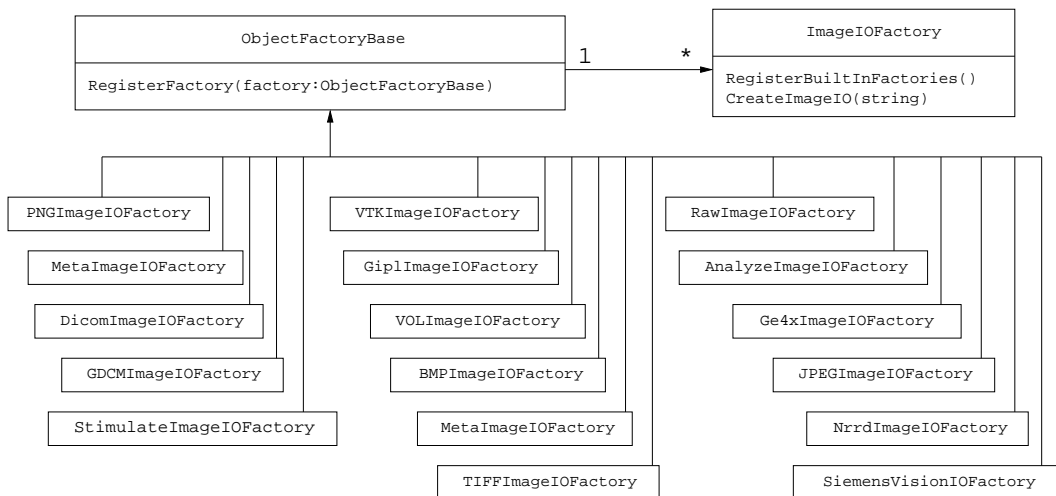 ObjectFactoryBase
RegisterFactory(factory:ObjectFactoryBase)
1
*
ImageIOFactory
RegisterBuiltInFactories()
CreateImageIO(string)
PNGImageIOFactory
VTKImageIOFactory
RawImageIOFactory
MetaImageIOFactory
GiplImageIOFactory
AnalyzeImageIOFactory
DicomImageIOFactory
VOLImageIOFactory
Ge4xImageIOFactory
GDCMImageIOFactory
BMPImageIOFactory
JPEGImageIOFactory
StimulateImageIOFactory
MetaImageIOFactory
NrrdImageIOFactory
TIFFImageIOFactory
SiemensVisionIOFactory